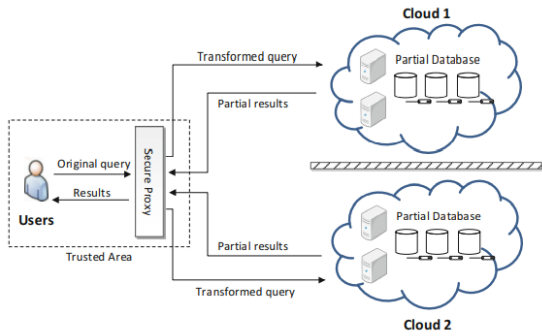 Cloud 1
Transformed query
Partial Database
Partial results
Original query
Secure Proxy
Results
Users
Trusted Area
Partial Database
Partial results
Transformed query
Cloud 2